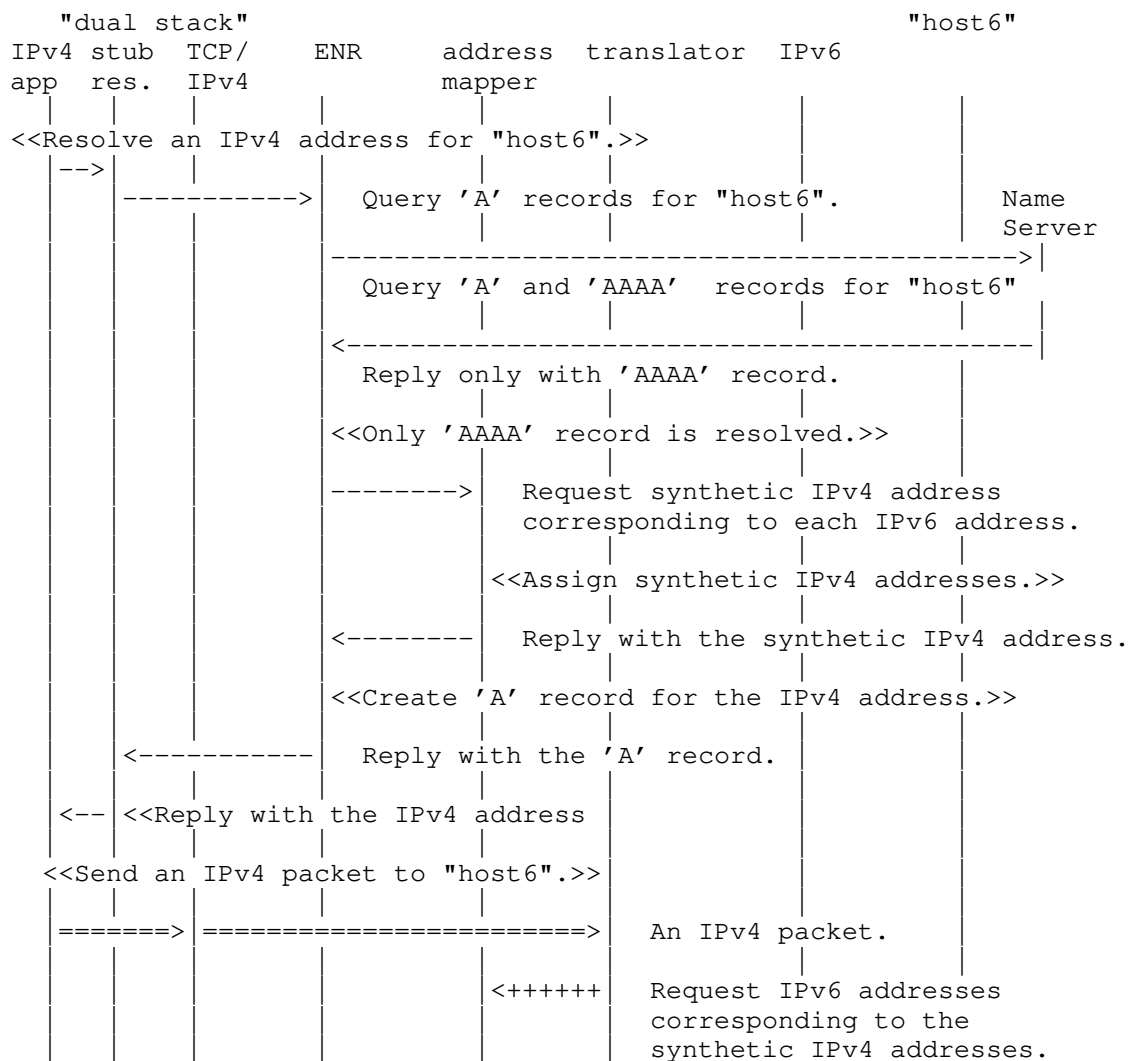 "dual stack" "host6"
IPv4 stub TCP/ ENR address translator IPv6
app res. IPv4 mapper
<<Resolve an IPv4 address for "host6".>>
-->
-----------> Query 'A' records for "host6". Name
Server
------------------------------------------->
Query 'A' and 'AAAA' records for "host6"
<-------------------------------------------
Reply only with 'AAAA' record.
<<Only 'AAAA' record is resolved.>>
--------> Request synthetic IPv4 address
corresponding to each IPv6 address.
<<Assign synthetic IPv4 addresses.>>
<-------- Reply with the synthetic IPv4 address.
<<Create 'A' record for the IPv4 address.>>
<----------- Reply with the 'A' record.
<-- <<Reply with the IPv4 address
<<Send an IPv4 packet to "host6".>>
=======> ========================> An IPv4 packet.
<++++++ Request IPv6 addresses
corresponding to the
synthetic IPv4 addresses.